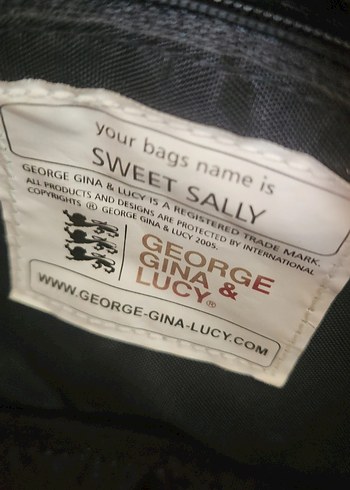 your bags name is
SWEET SALLY
GEORGE GINA & LUCY IS A REGISTERED TRADE MARK.
ALL PRODUCTS AND DESIGNS ARE PROTECTED BY INTERNATIONAL
COPYRIGHTS ® GEORGE GINA & LUCY 2005.
GEORGE
GINA &
LUCY®
WWW.GEORGE-GINA-LUCY.COM